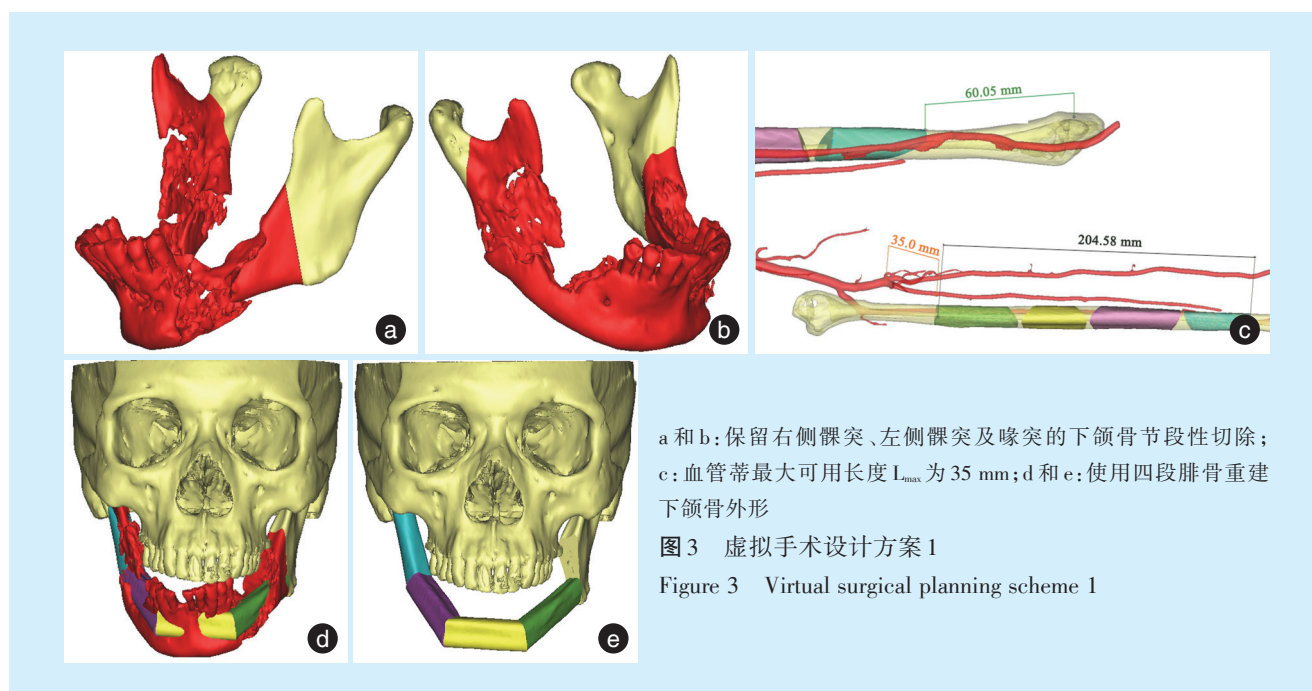 a
b
60.05 mm
35.0 mm
204.58 mm
c
d
e
a 和 b：保留右侧髁突、左侧髁突及喙突的下颌骨节段性切除；
c：血管蒂最大可用长度 Lmax 为 35 mm；d 和 e：使用四段腓骨重建
下颌骨外形
图3 虚拟手术设计方案1
Figure 3 Virtual surgical planning scheme 1